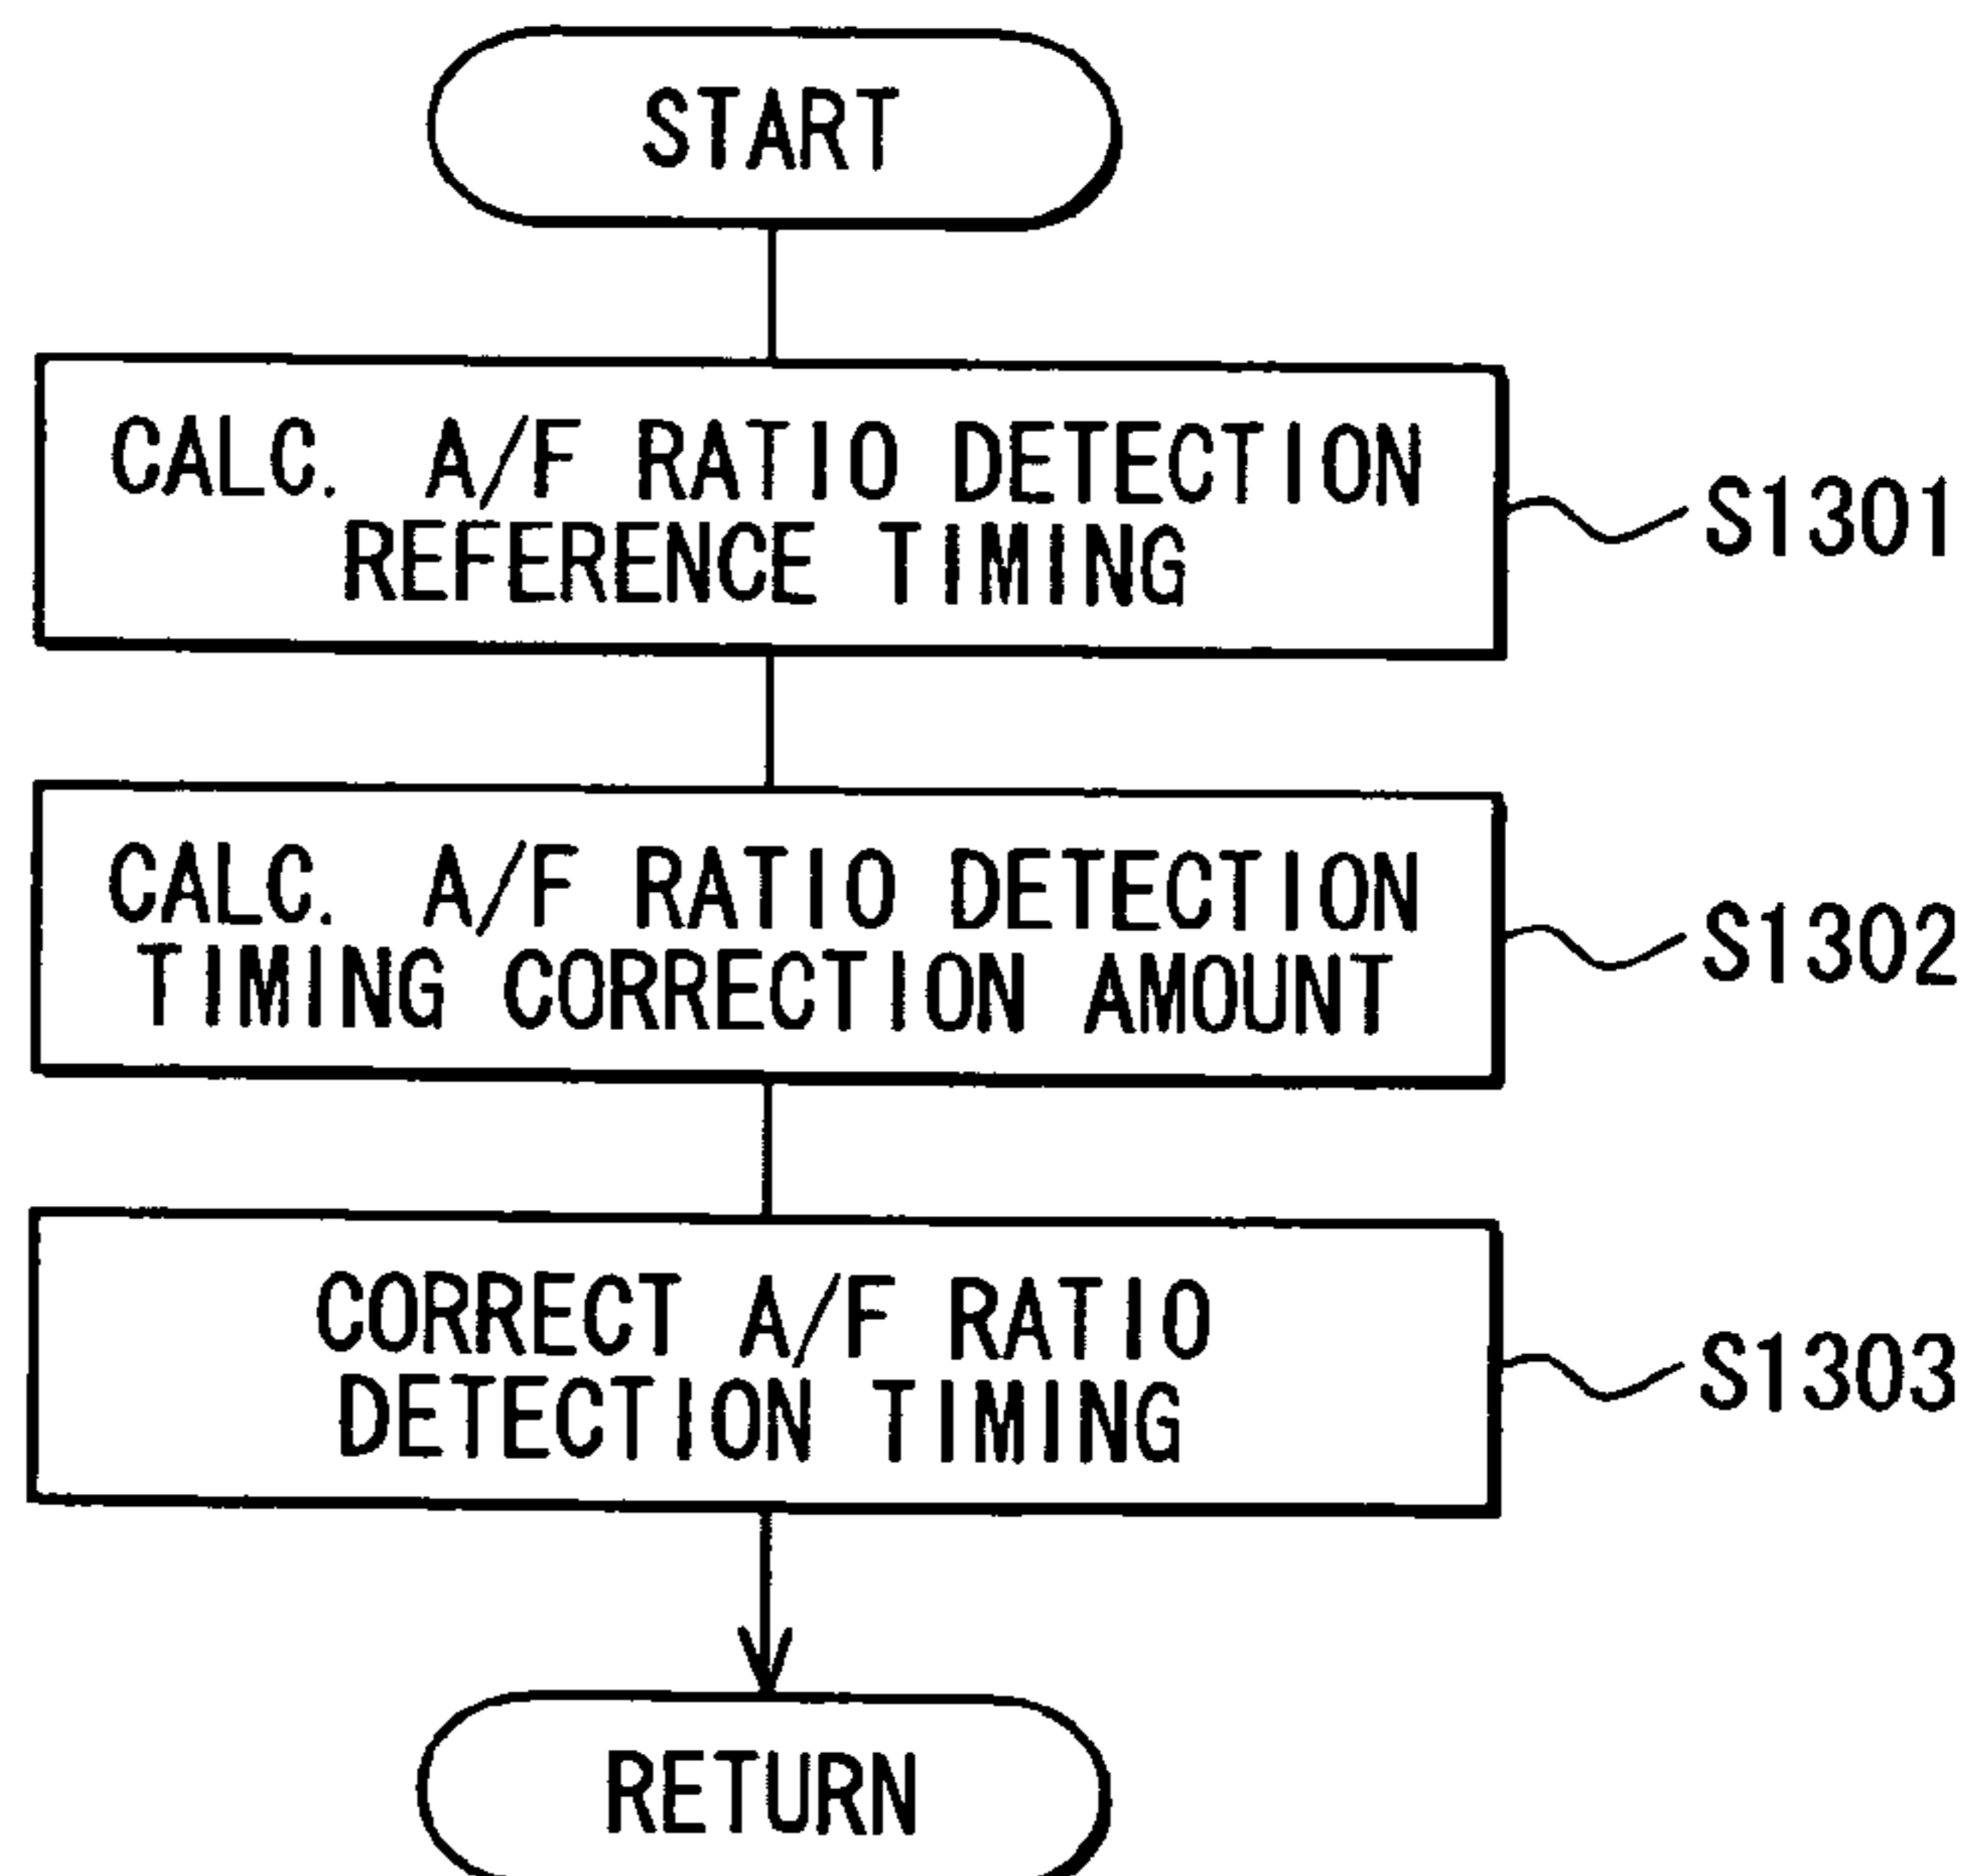 START
CALC. A/F RATIO DETECTION
REFERENCE TIMING
S1301
CALC. A/F RATIO DETECTION
TIMING CORRECTION AMOUNT
S1302
CORRECT A/F RATIO
DETECTION TIMING
S1303
RETURN